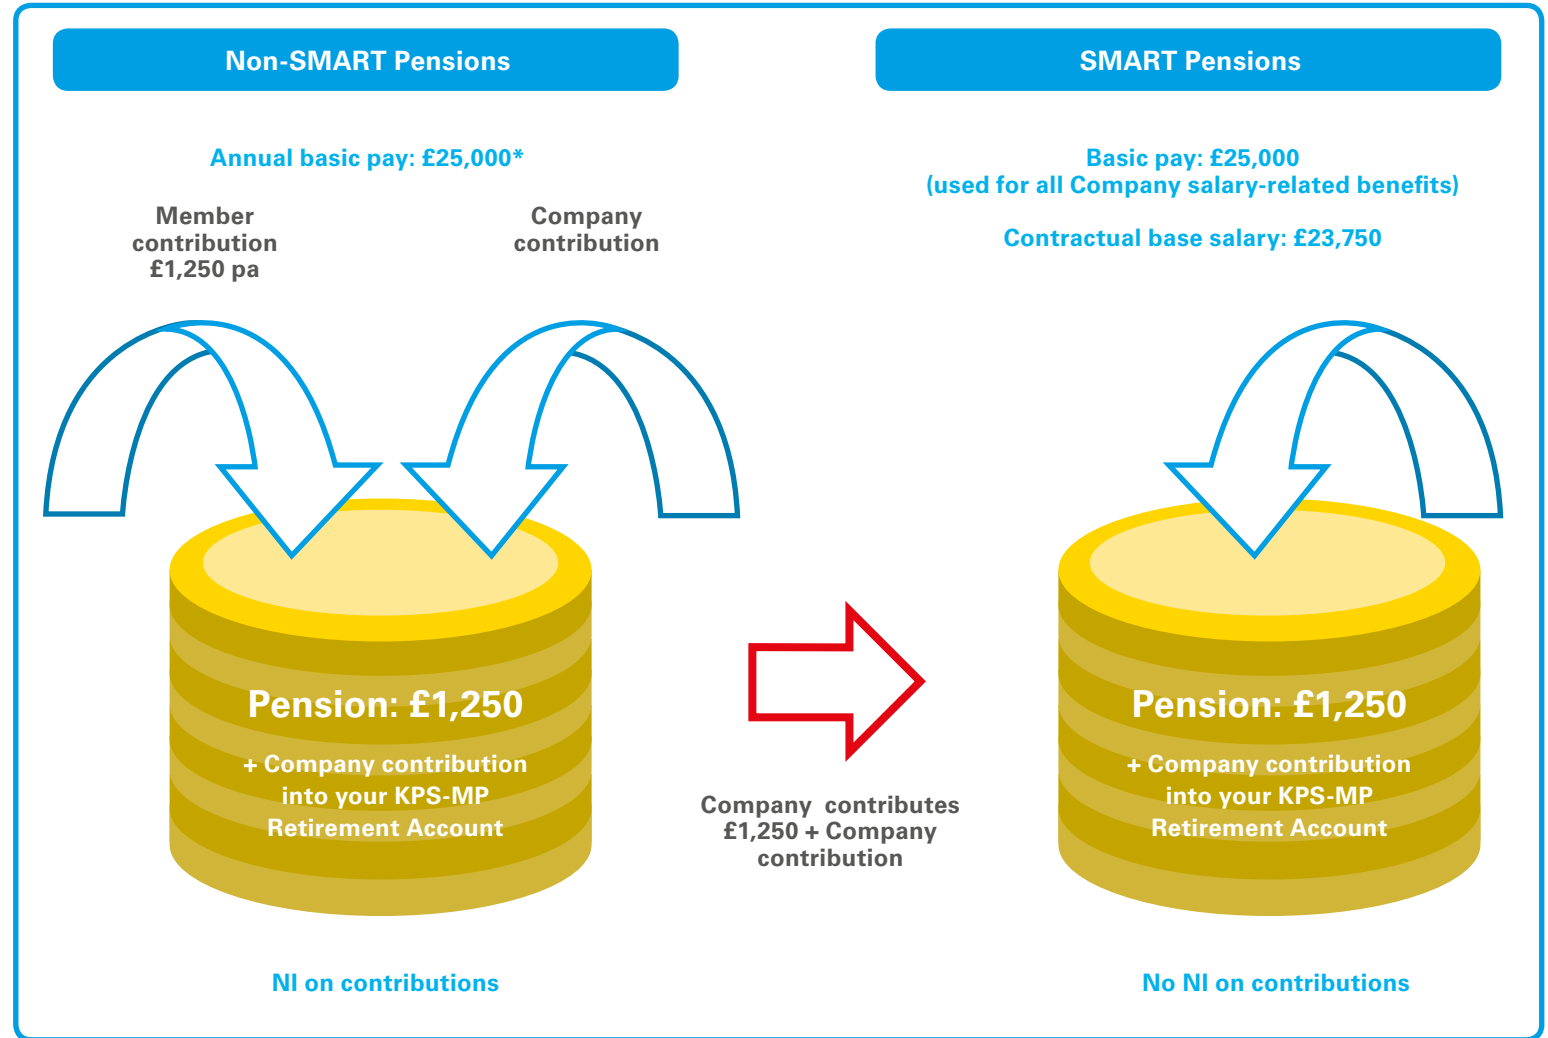 Non-SMART Pensions
Annual basic pay: £25,000*
Member
contribution
£1,250 pa
Company
contribution
Pension: £1,250
+ Company contribution
into your KPS-MP
Retirement Account
NI on contributions
Company contributes
£1,250 + Company
contribution
SMART Pensions
Basic pay: £25,000
(used for all Company salary-related benefits)
Contractual base salary: £23,750
Pension: £1,250
+ Company contribution
into your KPS-MP
Retirement Account
No NI on contributions